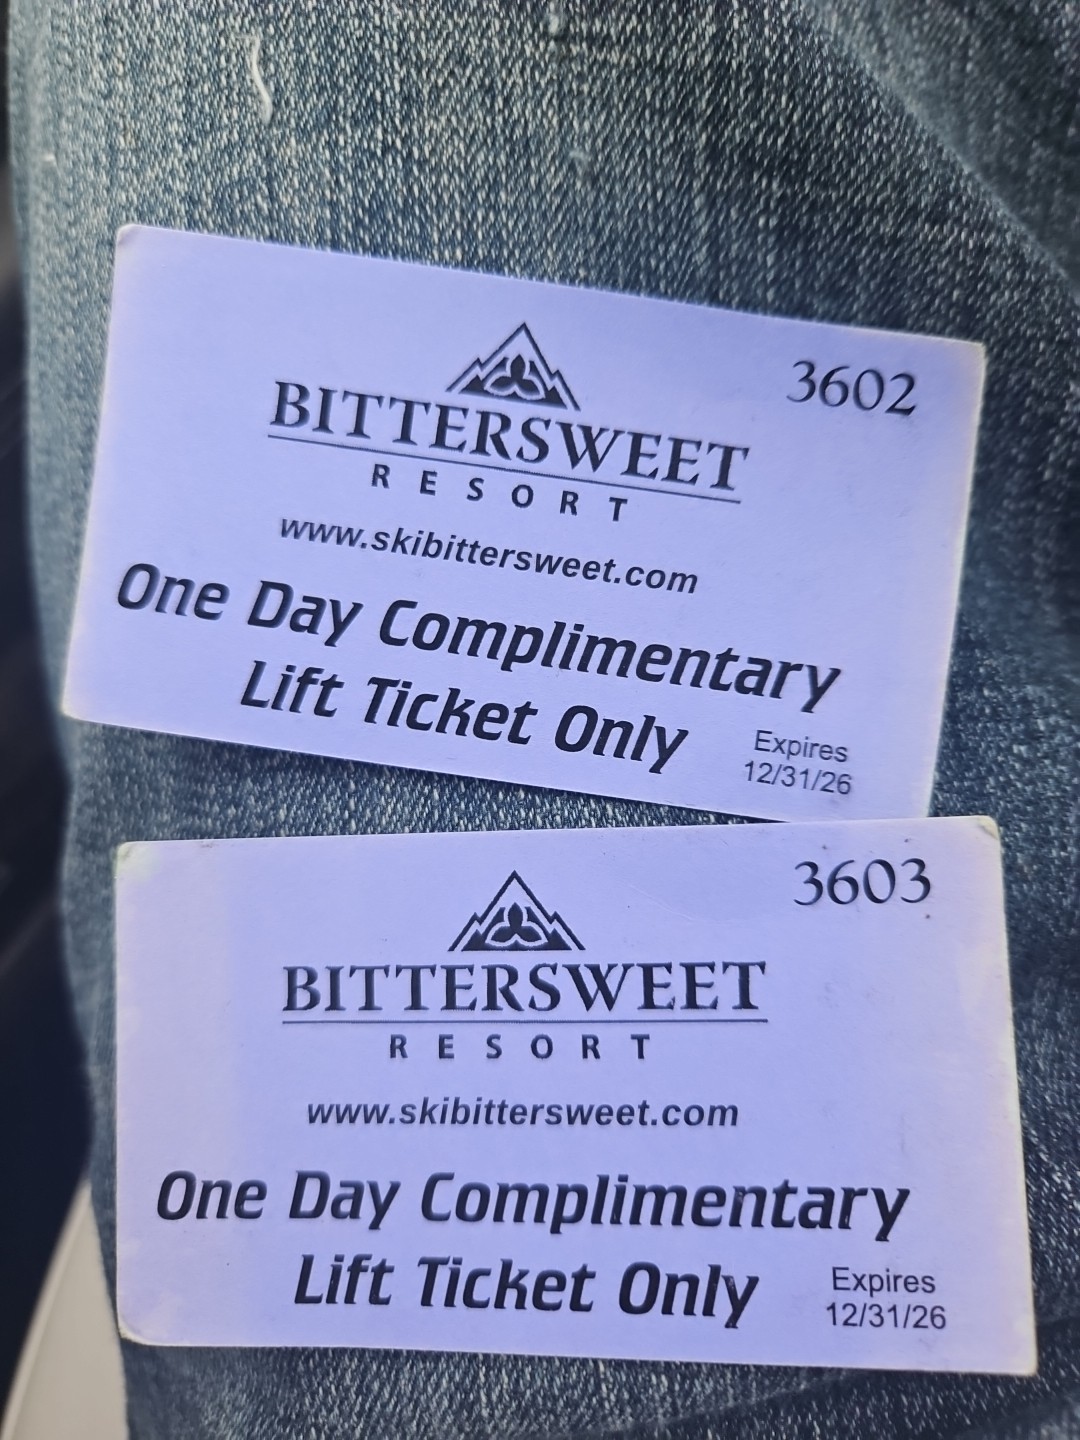 3602
BITTERSWEET
RESORT
www.skibittersweet.com
One Day Complimentary
Lift Ticket Only
Expires
12/31/26
3603
BITTERSWEET
RESORT
www.skibittersweet.com
One Day Complimentary
Lift Ticket Only
Expires
12/31/26